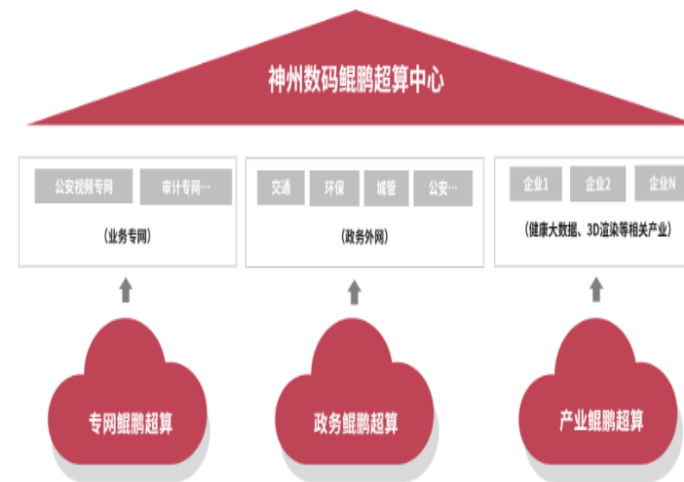 神州数码鲲鹏超算中心
公安视频专网 审计专网…
(业务专网)
交通 环保 城管 公安…
(政务外网)
企业1 企业2 企业N
(健康大数据、3D渲染等相关产业)
专网鲲鹏超算
政务鲲鹏超算
产业鲲鹏超算